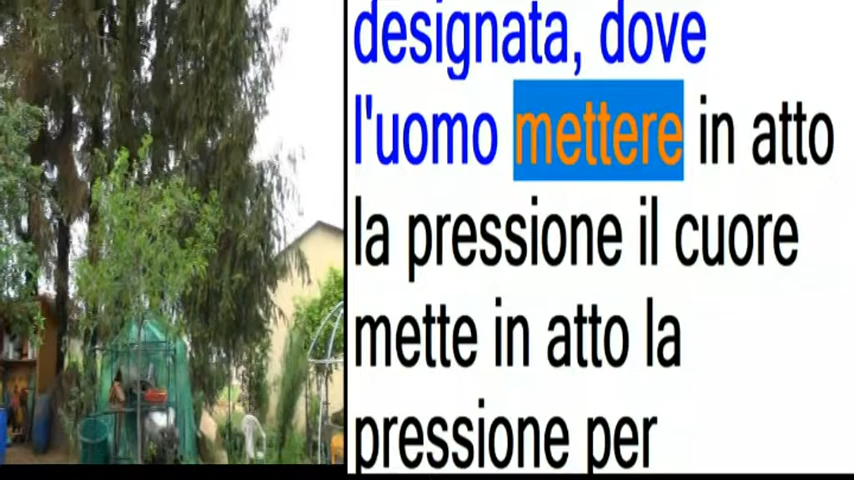 designata, dove
l'uomo mettere in atto
la pressione il cuore
mette in atto la
pressione per